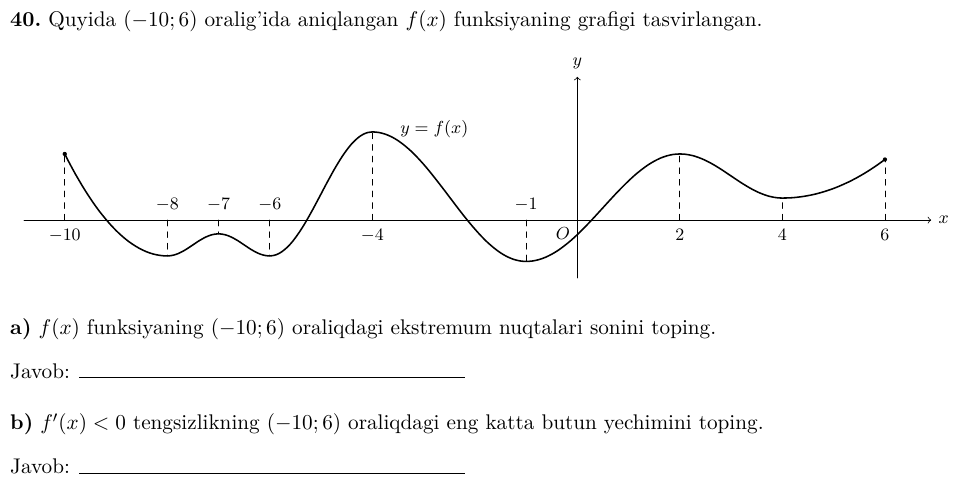 40. Quyida (−10; 6) oralig'ida aniqlangan f(x) funksiyaning grafigi tasvirlangan.
y
y = f(x)
−8 −7 −6 −1
x
−10 −4 O 2 4 6
a) f(x) funksiyaning (−10; 6) oraliqdagi ekstremum nuqtalari sonini toping.
Javob:
b) f′(x) < 0 tengsizlikning (−10; 6) oraliqdagi eng katta butun yechimini toping.
Javob: